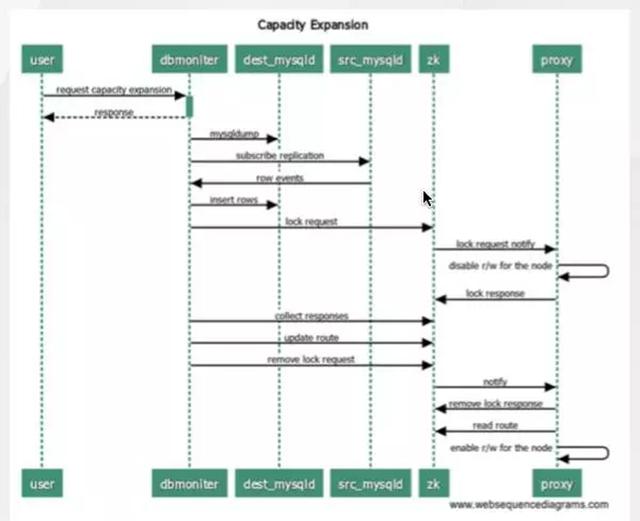 Capacity Expansion
user dbmoniter dest_mysqld src_mysqld zk proxy
request capacity expansion
response
mysqldump
subscribe replication
row events
insert rows
lock request
lock request notify
disable r/w for the node
lock response
collect responses
update route
remove lock request
notify
remove lock response
read route
enable r/w for the node
user dbmoniter dest_mysqld src_mysqld zk proxy
www.websequencediagrams.com